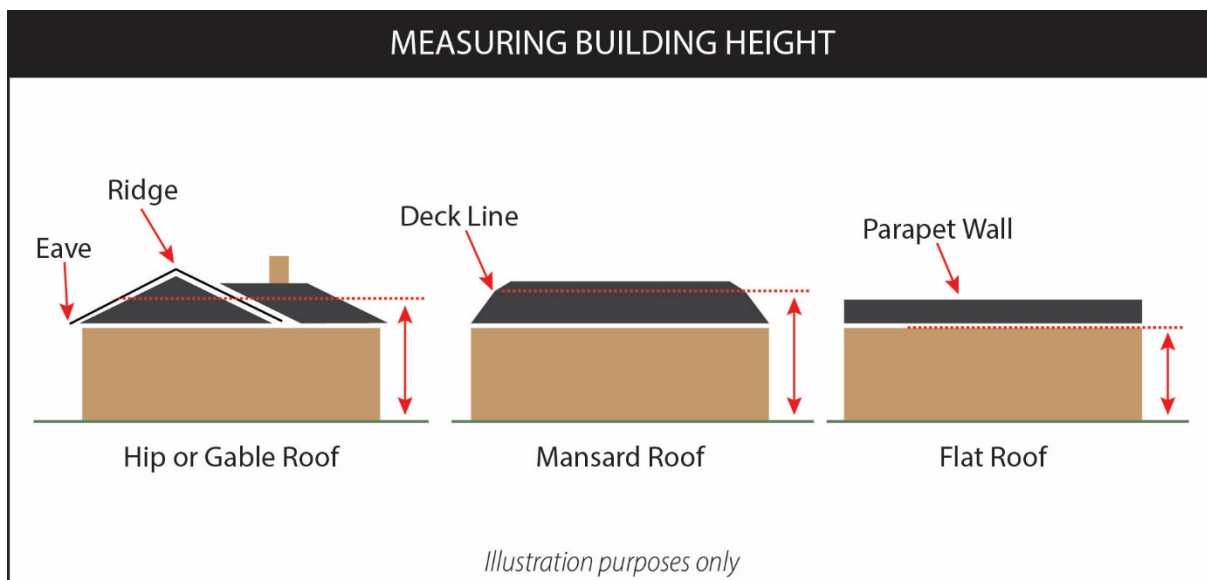 MEASURING BUILDING HEIGHT
Ridge
Eave
Deck Line
Parapet Wall
Hip or Gable Roof
Mansard Roof
Flat Roof
Illustration purposes only